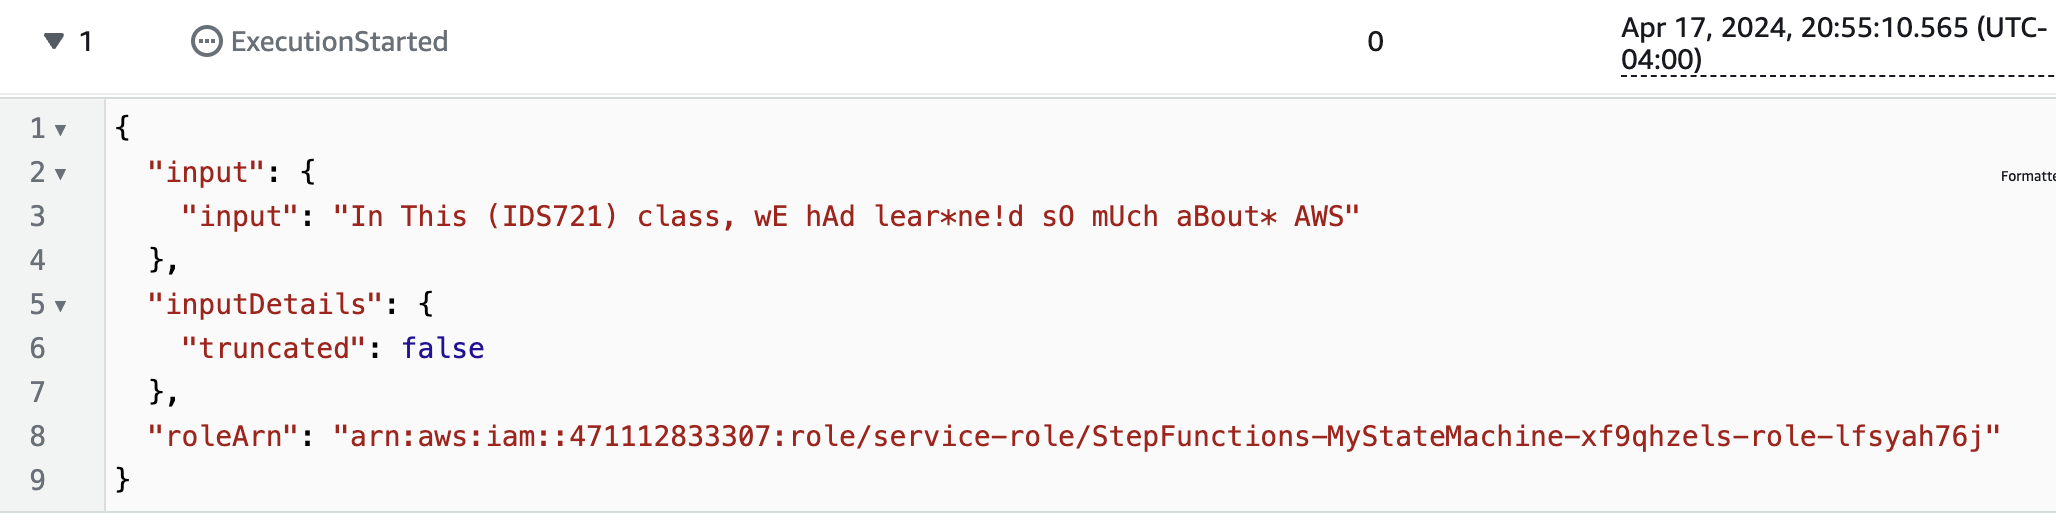 1 ExecutionStarted 0 Apr 17, 2024, 20:55:10.565 (UTC-
04:00)
1 {
2 "input": {
Formatte
3 "input": "In This (IDS721) class, wE hAd lear*ne!d sO mUch aBout* AWS"
4 },
5 "inputDetails": {
6 "truncated": false
7 },
8 "roleArn": "arn:aws:iam::471112833307:role/service-role/StepFunctions-MyStateMachine-xf9qhzels-role-lfsyah76j"
9 }